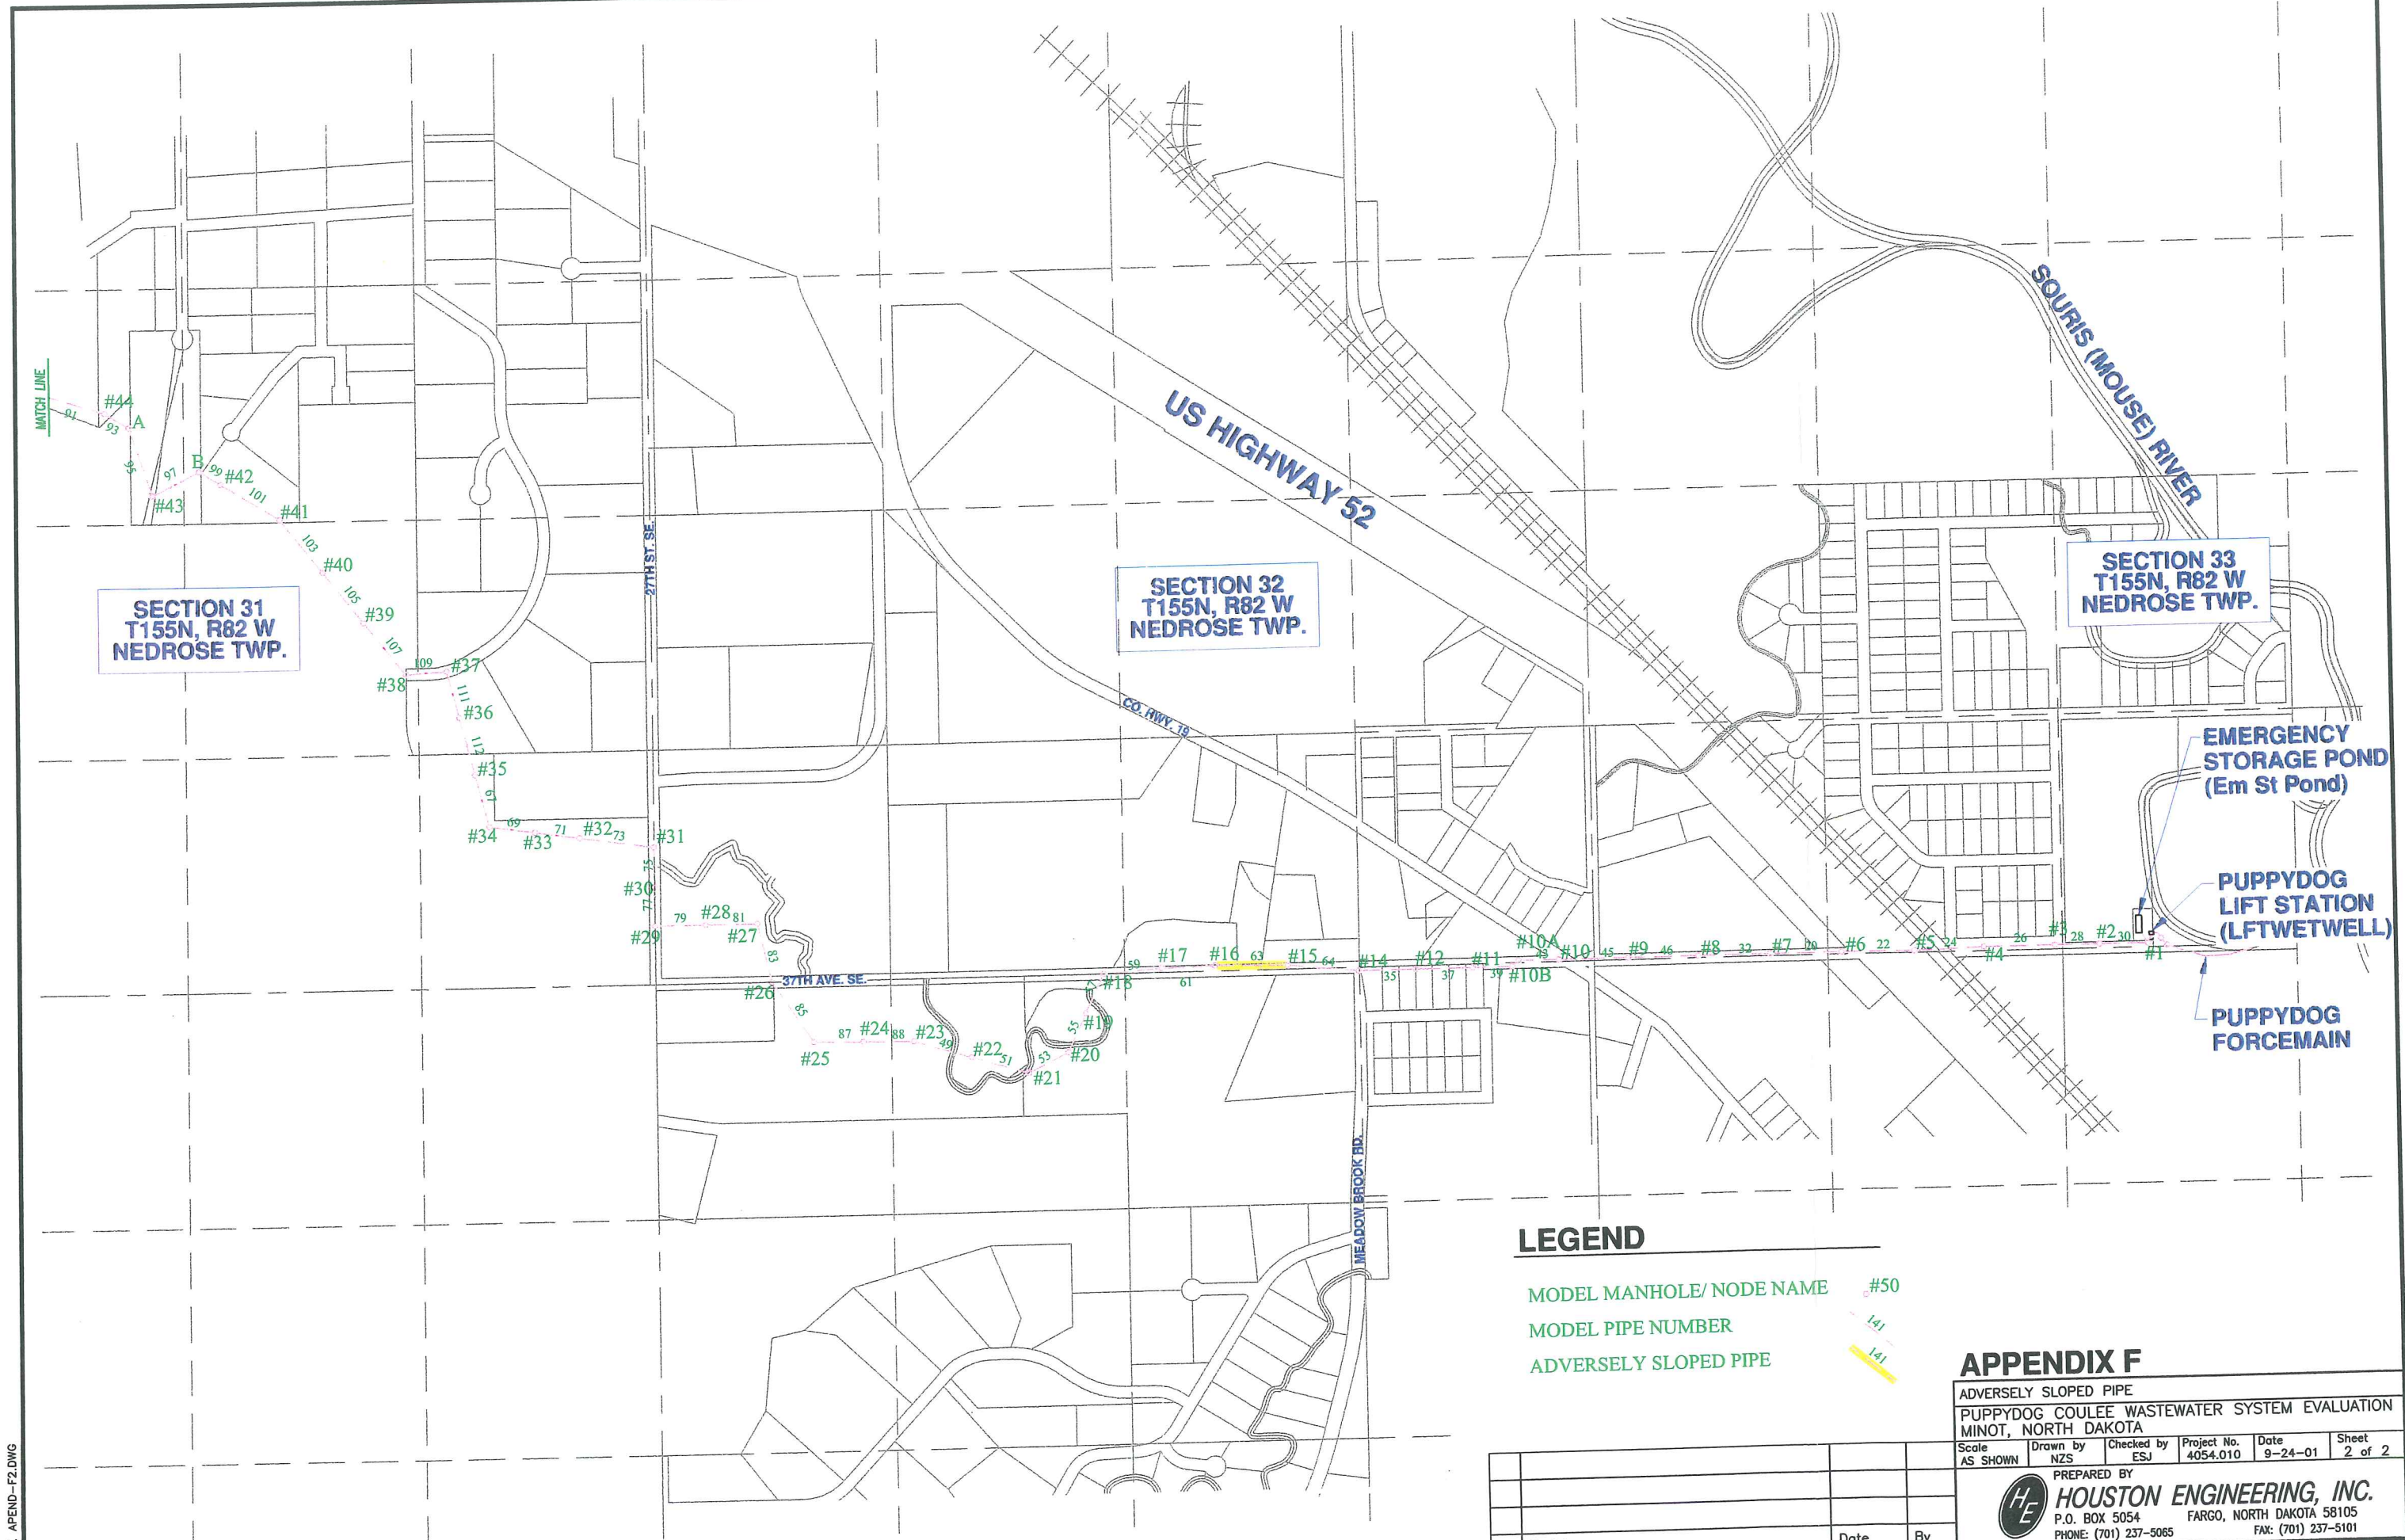 MATCH LINE
91
#44
93
A
95
#43
97
B
99
#42
101
#41
103
#40
105
#39
107
#38
109
#37
111
#36
112
#35
67
#34
69
#33
71
#32
73
#31
75
#30
77
#29
79
#28
81
#27
83
#26
85
#25
87
#24
88
#23
49
#22
51
#21
53
#20
55
#19
#18
59
#17
61
#16
63
#15
64
#14
35
#12
37
#11
39
#10B
#10A
43
#10
45
#9
46
#8
32
#7
20
#6
22
#5
24
#4
26
#3
28
#2
30
#1
27TH ST. SE.
37TH AVE. SE.
CO. HWY. 19
US HIGHWAY 52
MEADOW BROOK BD.
SOURIS (MOUSE) RIVER
SECTION 31
T155N, R82 W
NEDROSE TWP.
SECTION 32
T155N, R82 W
NEDROSE TWP.
SECTION 33
T155N, R82 W
NEDROSE TWP.
EMERGENCY
STORAGE POND
(Em St Pond)
PUPPYDOG
LIFT STATION
(LFTWETWELL)
PUPPYDOG
FORCEMAIN
LEGEND
MODEL MANHOLE/ NODE NAME #50
MODEL PIPE NUMBER 141
ADVERSELY SLOPED PIPE 141
APPENDIX F
ADVERSELY SLOPED PIPE
PUPPYDOG COULEE WASTEWATER SYSTEM EVALUATION
MINOT, NORTH DAKOTA
Scale
AS SHOWN
Drawn by
NZS
Checked by
ESJ
Project No.
4054.010
Date
9-24-01
Sheet
2 of 2
PREPARED BY
HE
HOUSTON ENGINEERING, INC.
P.O. BOX 5054 FARGO, NORTH DAKOTA 58105
PHONE: (701) 237-5065 FAX: (701) 237-5101
Date By
APEND-F2.DWG